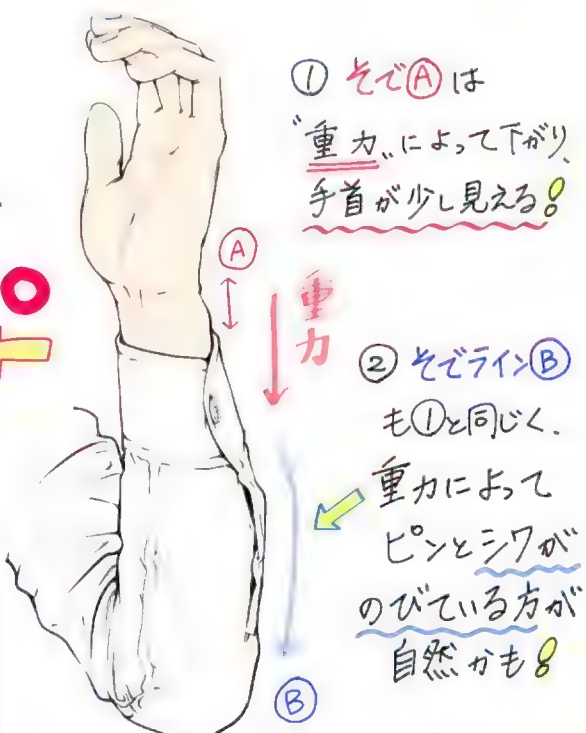 ① そでⒶは
〝重力〟によって下がり、
手首が少し見える!
Ⓐ
重力
② そでラインⒷ
も①と同じく、
重力によって
ピンとシワが
のびている方が
自然かも!
Ⓑ